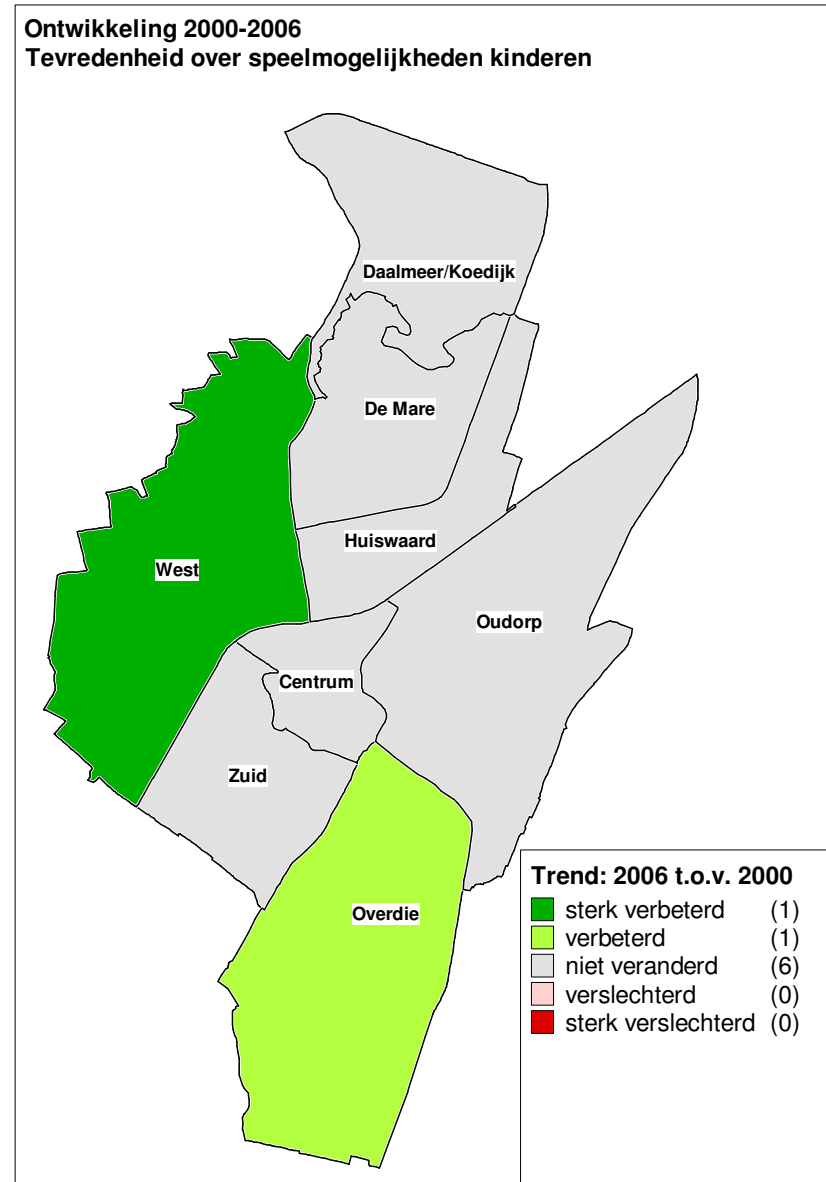 Ontwikkeling 2000-2006
Tevredenheid over speelmogelijkheden kinderen
Daalmeer/Koedijk
De Mare
Huiswaard
West
Oudorp
Centrum
Zuid
Overdie
Trend: 2006 t.o.v. 2000
sterk verbeterd (1)
verbeterd (1)
niet veranderd (6)
verslechterd (0)
sterk verslechterd (0)